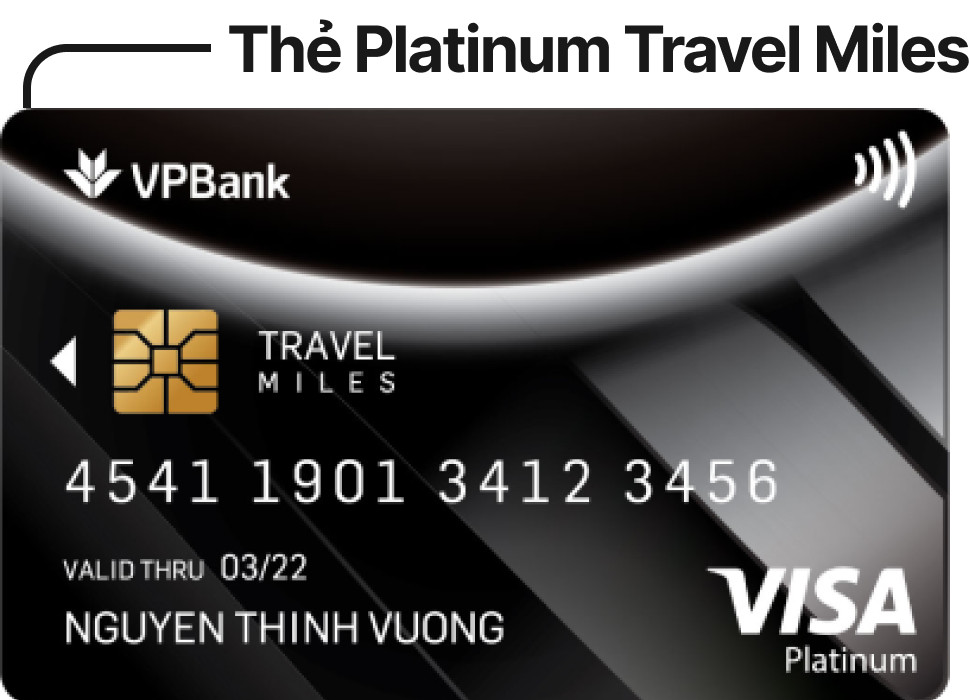 Thẻ Platinum Travel Miles
VPBank
TRAVEL
MILES
4541 1901 3412 3456
VALID THRU 03/22
NGUYEN THINH VUONG
VISA
Platinum